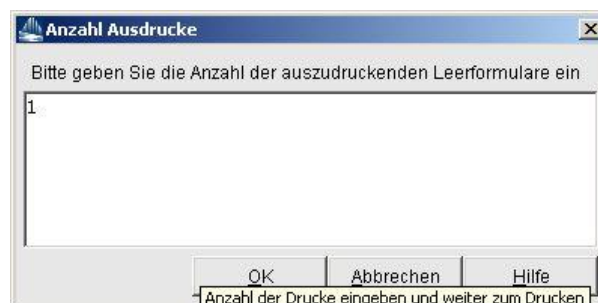 Anzahl Ausdrucke
Bitte geben Sie die Anzahl der auszudruckenden Leerformulare ein
1
OK Abbrechen Hilfe
Anzahl der Drucke eingeben und weiter zum Drucken